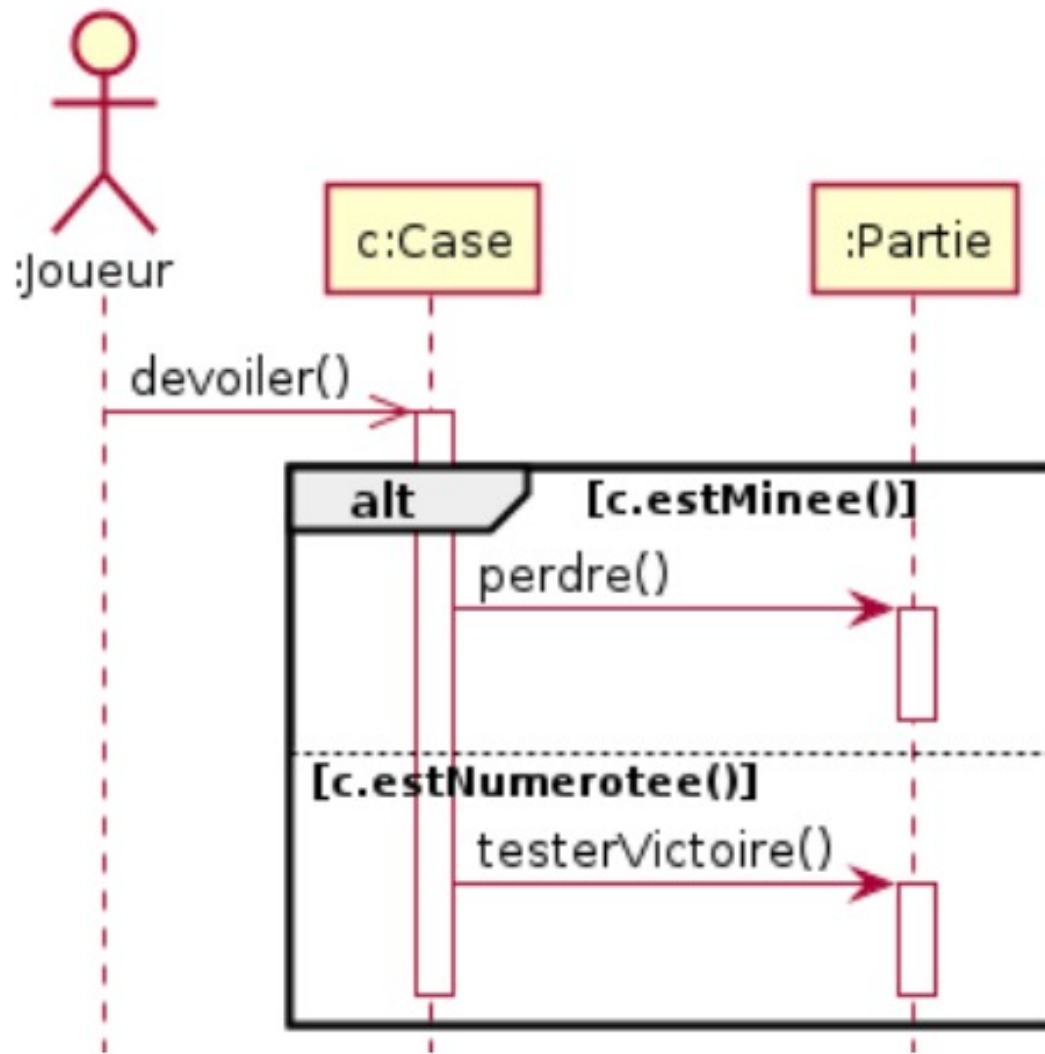 :Joueur
c:Case
:Partie
devoiler()
alt
[c.estMinee()]
perdre()
[c.estNumerotee()]
testerVictoire()